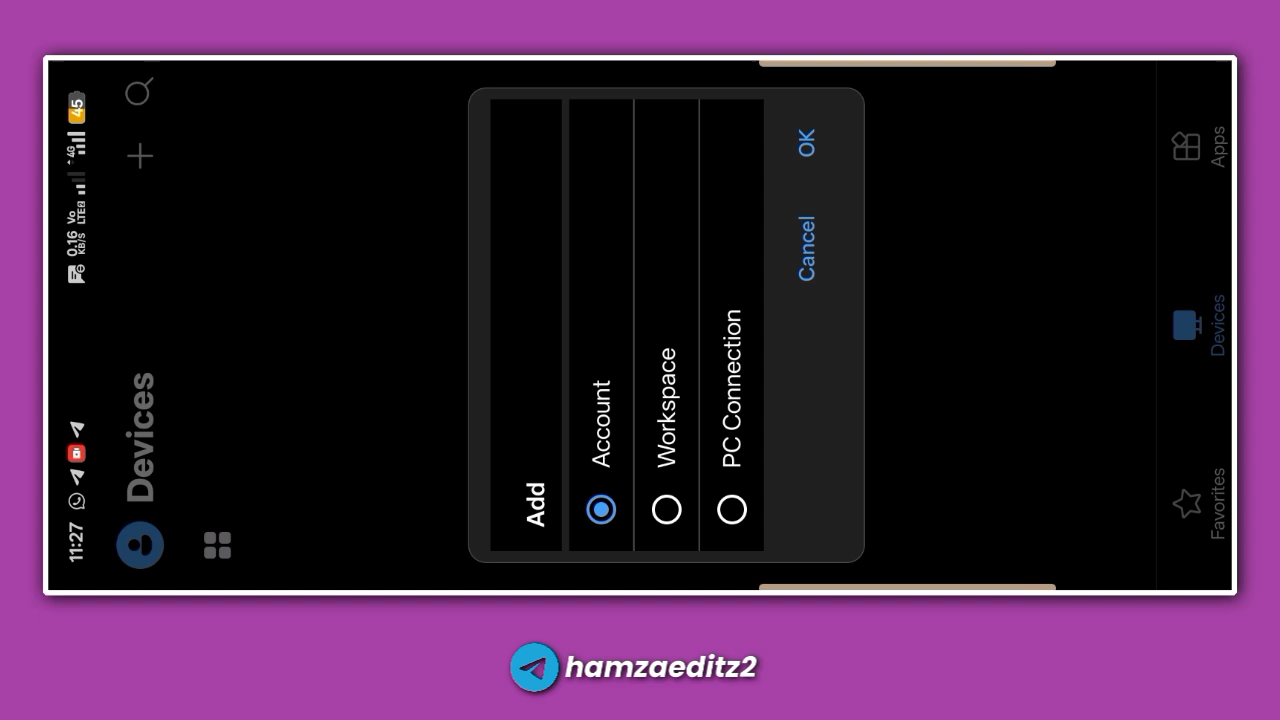 11:27
0.16 KB/S
Vo LTE2
4G
45
Devices
Add
Account
Workspace
PC Connection
Cancel
OK
Favorites
Devices
Apps
hamzaeditz2